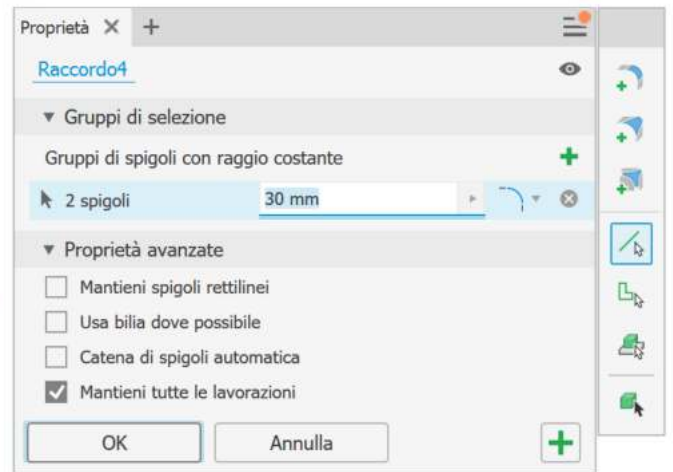 Proprietà
Raccordo4
Gruppi di selezione
Gruppi di spigoli con raggio costante
2 spigoli 30 mm
Proprietà avanzate
Mantieni spigoli rettilinei
Usa bilia dove possibile
Catena di spigoli automatica
Mantieni tutte le lavorazioni
OK Annulla